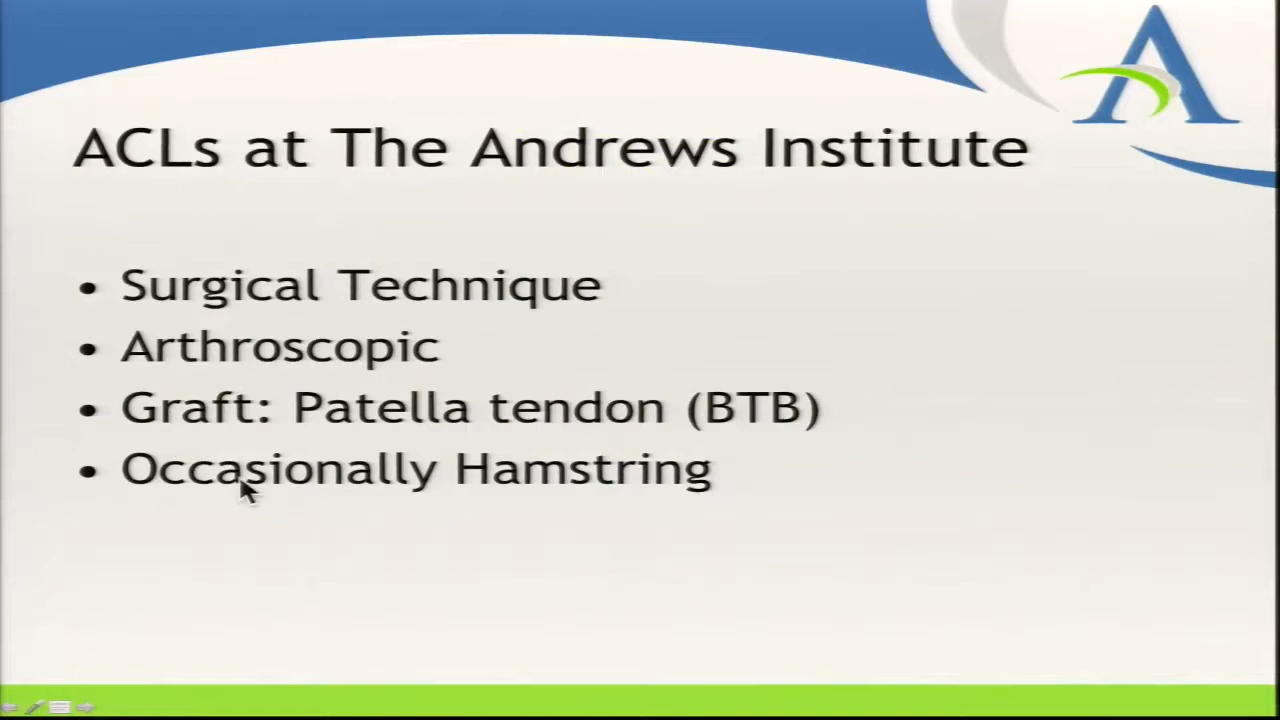 ACLs at The Andrews Institute
• Surgical Technique
• Arthroscopic
• Graft: Patella tendon (BTB)
• Occasionally Hamstring